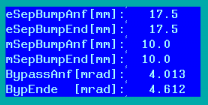 eSepBumpAnf[mm]: 17.5
eSepBumpEnd[mm]: 17.5
mSepBumpAnf[mm]: 10.0
mSepBumpEnd[mm]: 10.0
BypassAnf[mrad]: 4.013
BypEnde [mrad]: 4.612